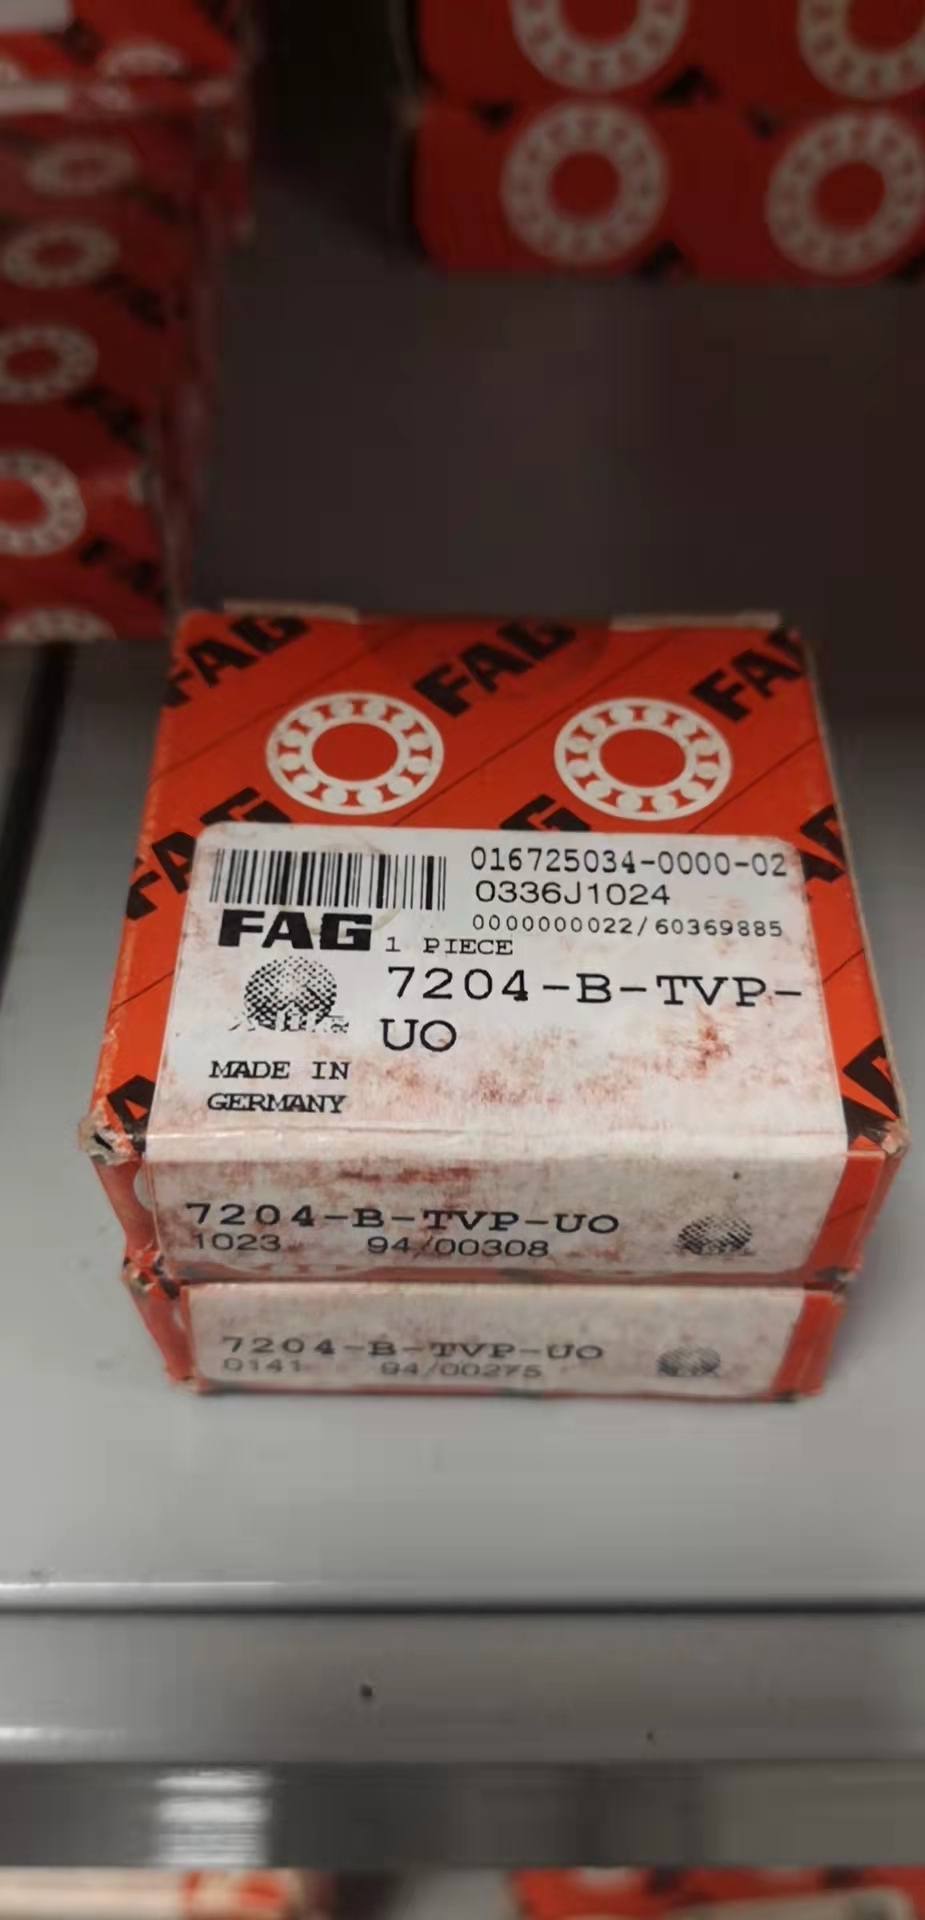 FAG
FAG
FAG
FAG
016725034-0000-02
0336J1024
0000000022/60369885
FAG 1 PIECE
7204-B-TVP-
UO
MADE IN
GERMANY
7204-B-TVP-UO
1023 94/00308
7204-B-TVP-UO
0141 94/00275